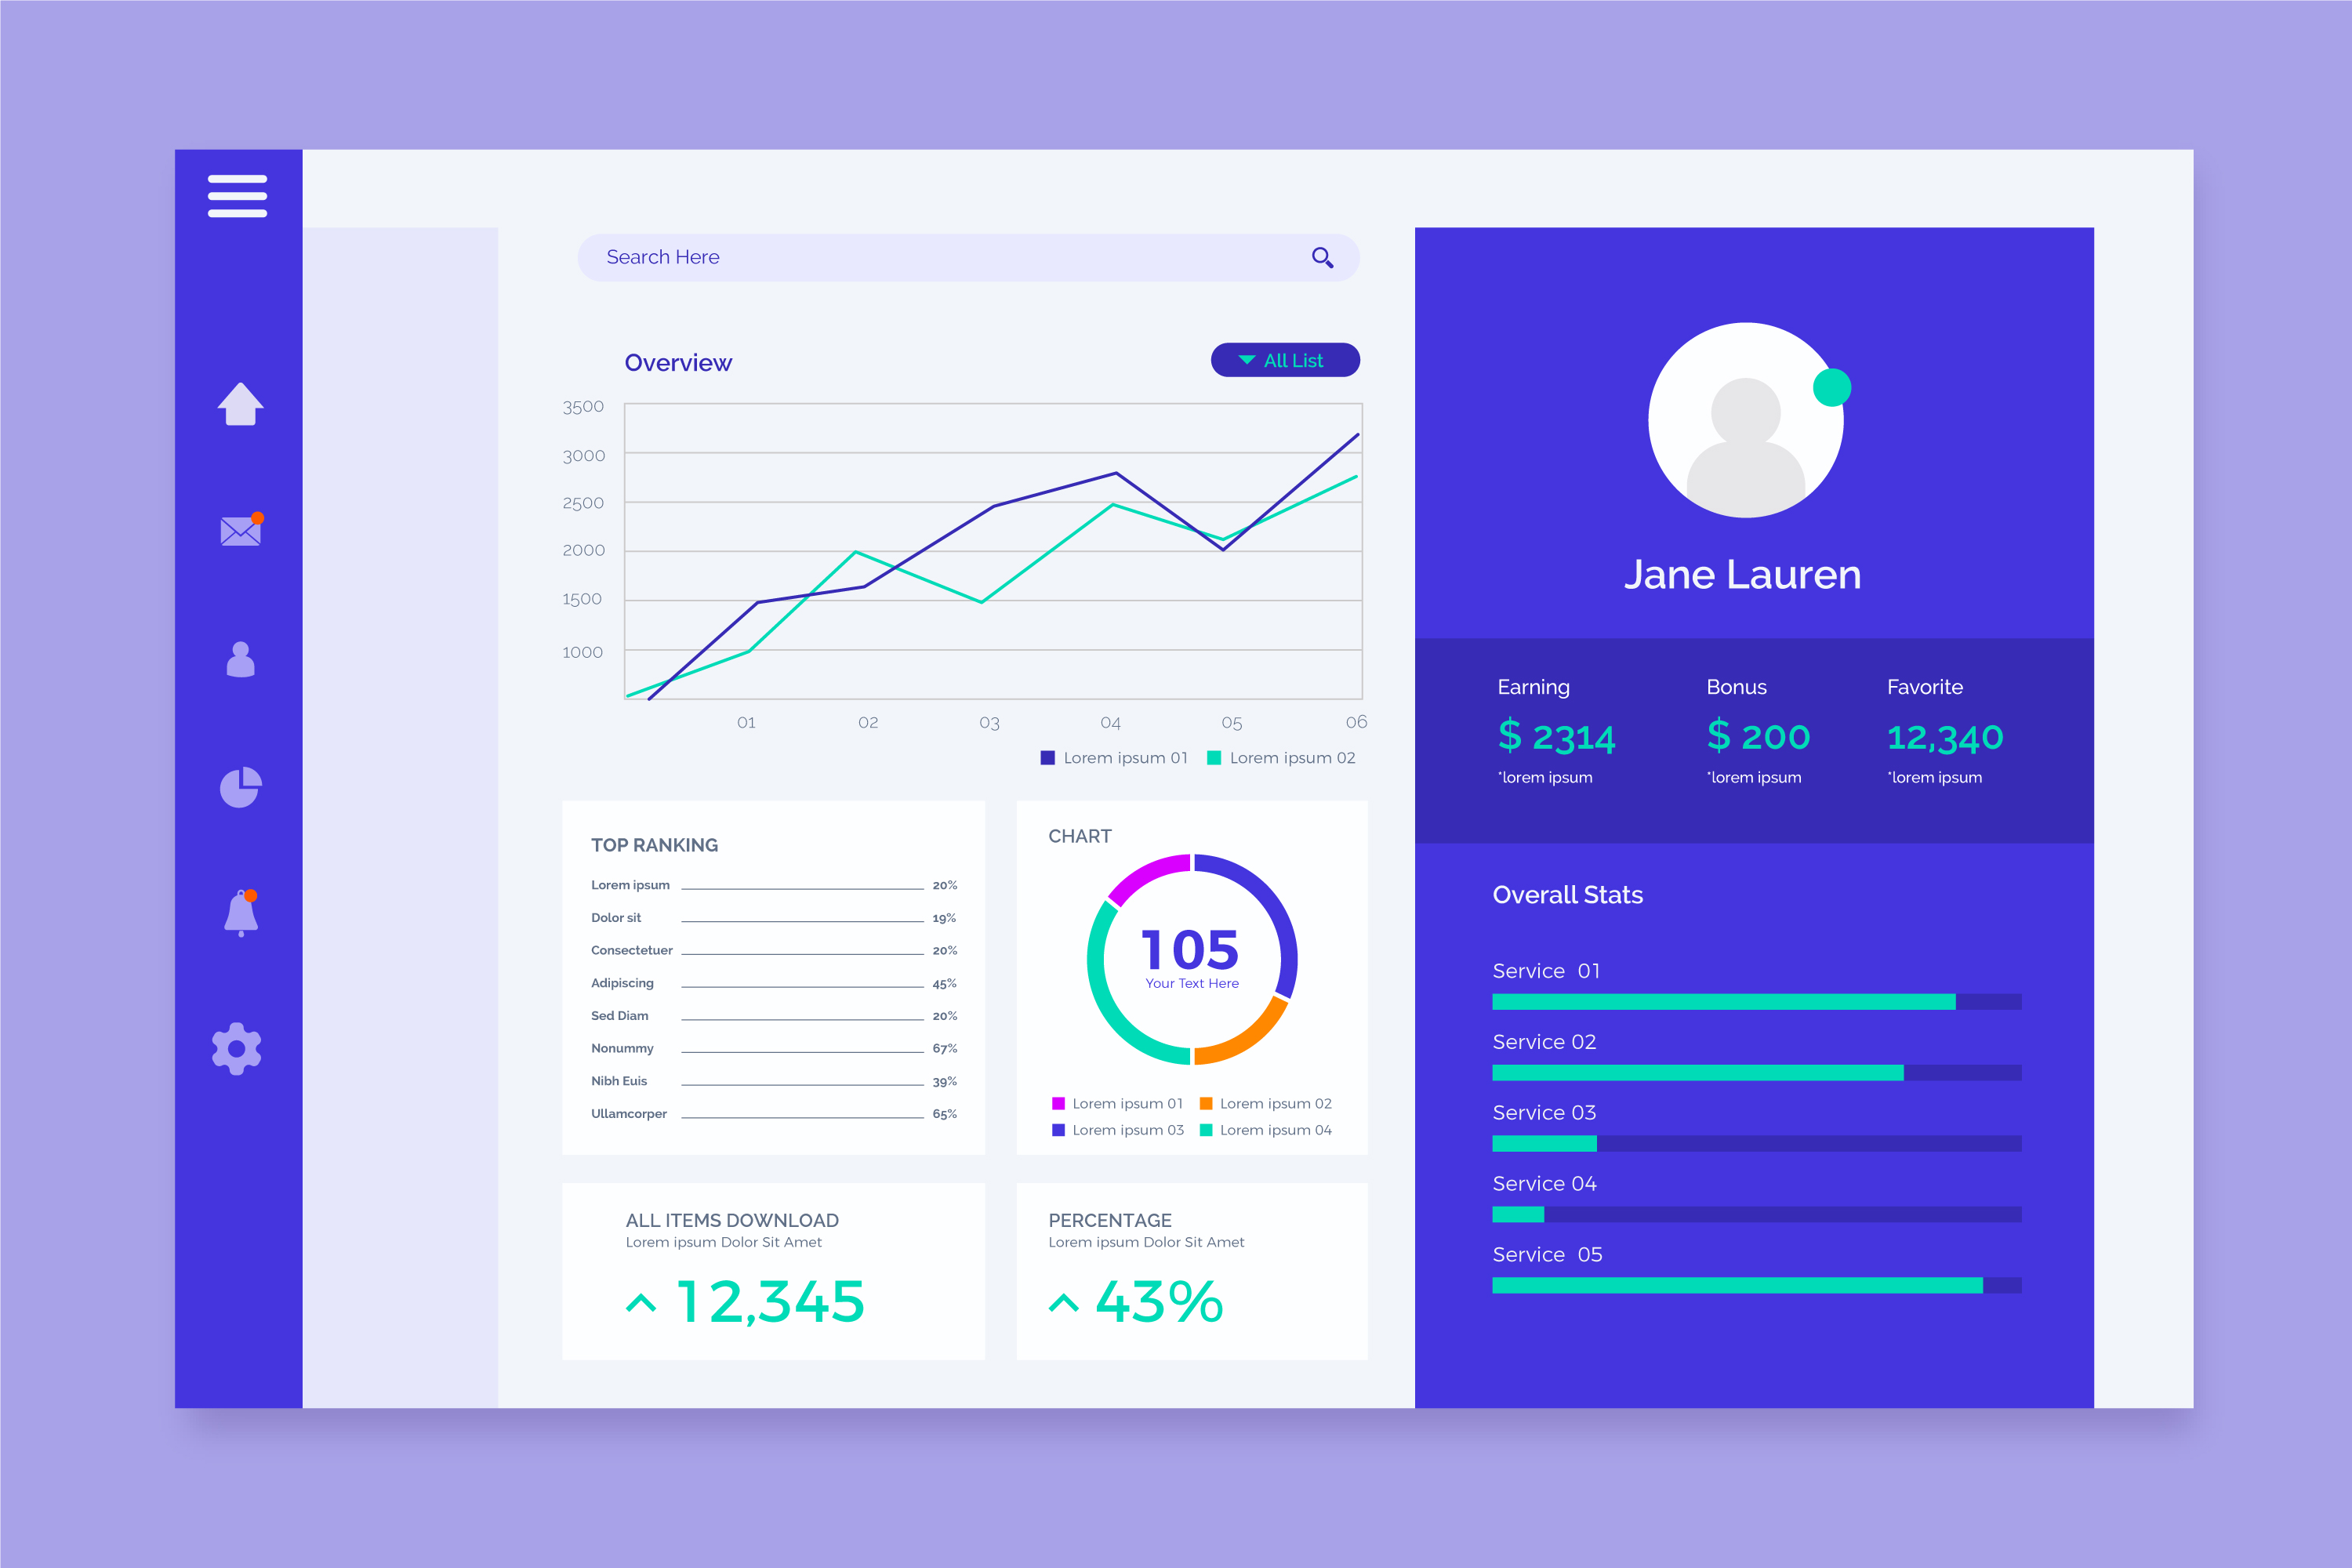 Search Here
Overview
All List
3500
3000
2500
2000
1500
1000
01 02 03 04 05 06
Lorem ipsum 01 Lorem ipsum 02
TOP RANKING
Lorem ipsum 20%
Dolor sit 19%
Consectetuer 20%
Adipiscing 45%
Sed Diam 20%
Nonummy 67%
Nibh Euis 39%
Ullamcorper 65%
CHART
105
Your Text Here
Lorem ipsum 01 Lorem ipsum 02
Lorem ipsum 03 Lorem ipsum 04
ALL ITEMS DOWNLOAD
Lorem ipsum Dolor Sit Amet
12,345
PERCENTAGE
Lorem ipsum Dolor Sit Amet
43%
Jane Lauren
Earning Bonus Favorite
$ 2314 $ 200 12,340
*lorem ipsum *lorem ipsum *lorem ipsum
Overall Stats
Service 01
Service 02
Service 03
Service 04
Service 05